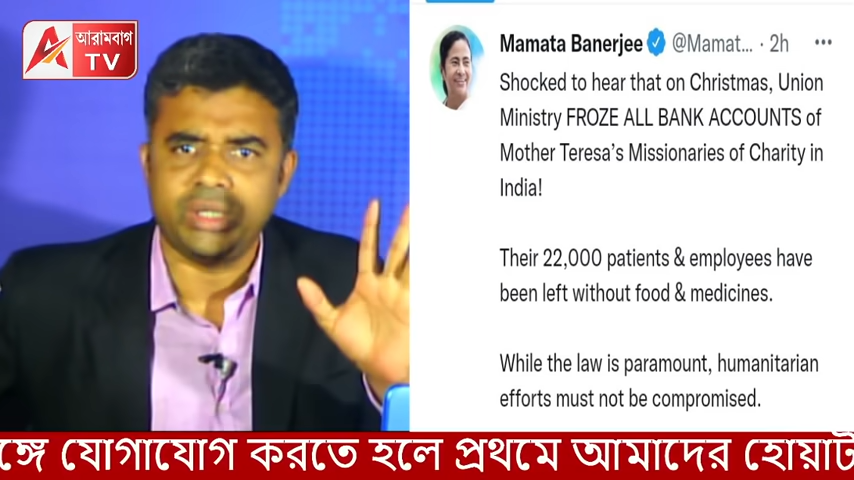 আরামবাগ
TV
Mamata Banerjee @Mamat... · 2h ...
Shocked to hear that on Christmas, Union
Ministry FROZE ALL BANK ACCOUNTS of
Mother Teresa’s Missionaries of Charity in
India!
Their 22,000 patients & employees have
been left without food & medicines.
While the law is paramount, humanitarian
efforts must not be compromised.
ঙ্গে যোগাযোগ করতে হলে প্রথমে আমাদের হোয়াট